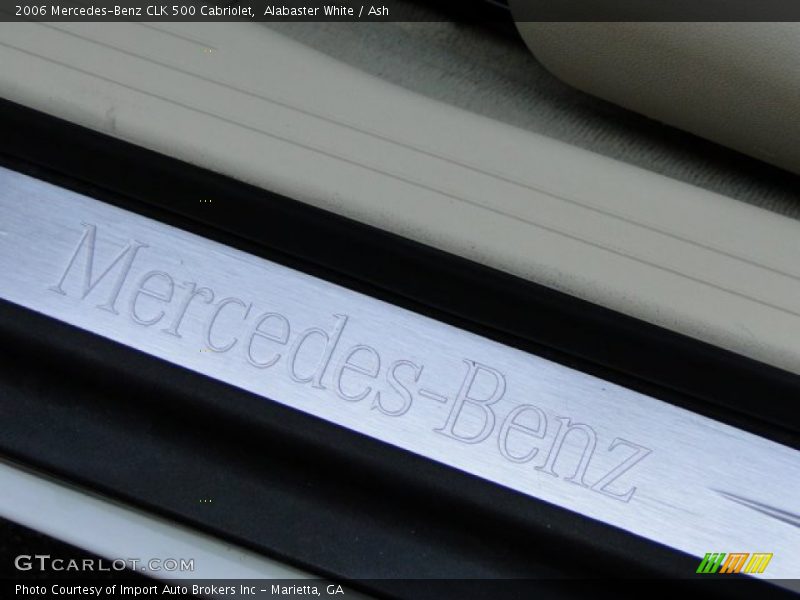 2006 Mercedes-Benz CLK 500 Cabriolet,  Alabaster White / Ash
Mercedes-Benz
GTCARLOT.COM
Photo Courtesy of Import Auto Brokers Inc - Marietta, GA